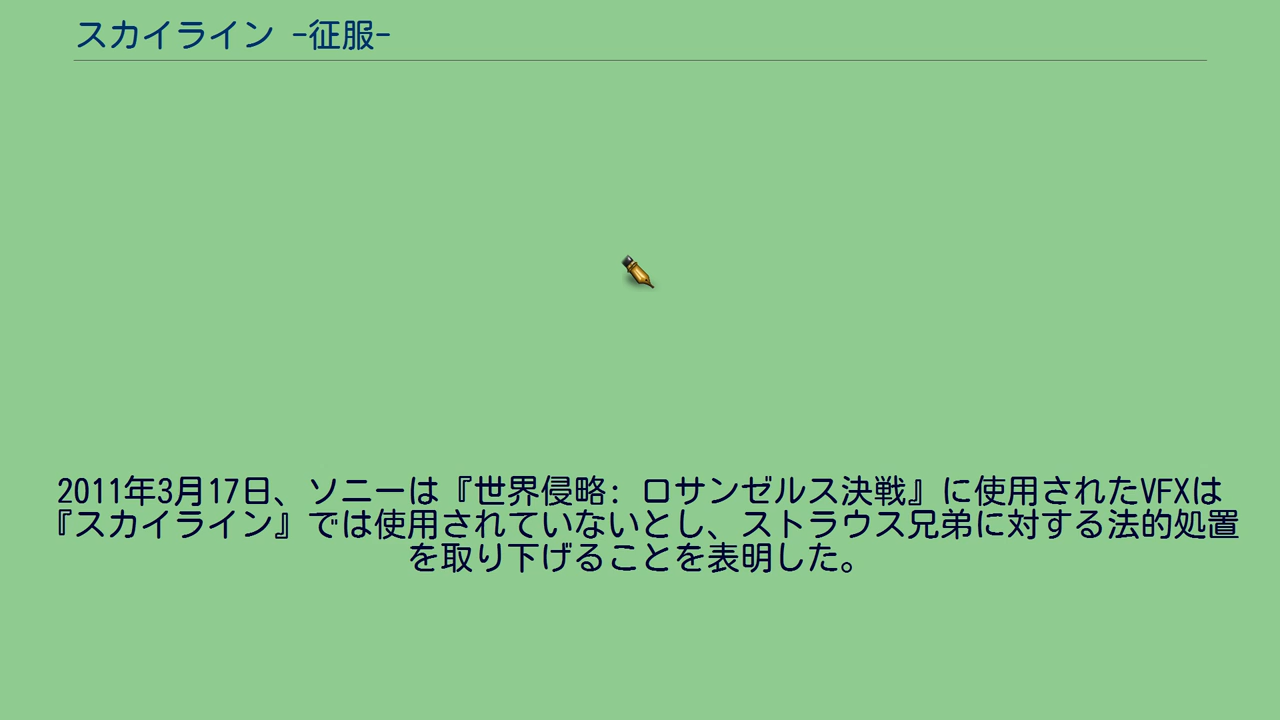 スカイライン -征服-
2011年3月17日、ソニーは『世界侵略: ロサンゼルス決戦』に使用されたVFXは
『スカイライン』では使用されていないとし、ストラウス兄弟に対する法的処置
を取り下げることを表明した。